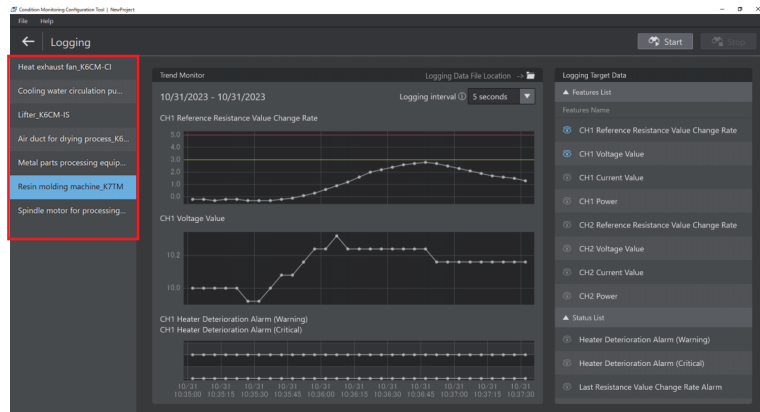 Condition Monitoring Configuration Tool | NewProject
File Help
← Logging
Start Stop
Heat exhaust fan_K6CM-CI
Cooling water circulation pu...
Lifter_K6CM-IS
Air duct for drying process_K6...
Metal parts processing equip...
Resin molding machine_K7TM
Spindle motor for processing...
Trend Monitor
Logging Data File Location ->
10/31/2023 - 10/31/2023
Logging interval 5 seconds
CH1 Reference Resistance Value Change Rate
5.0
4.0
3.0
2.0
1.0
0.0
CH1 Voltage Value
10.2
10.0
CH1 Heater Deterioration Alarm (Warning)
CH1 Heater Deterioration Alarm (Critical)
10/31 10/31 10/31 10/31 10/31 10/31 10/31 10/31 10/31 10/31 10/31
10:35:00 10:35:15 10:35:30 10:35:45 10:36:00 10:36:15 10:36:30 10:36:45 10:37:00 10:37:15 10:37:30
Logging Target Data
Features List
Features Name
CH1 Reference Resistance Value Change Rate
CH1 Voltage Value
CH1 Current Value
CH1 Power
CH2 Reference Resistance Value Change Rate
CH2 Voltage Value
CH2 Current Value
CH2 Power
Status List
Heater Deterioration Alarm (Warning)
Heater Deterioration Alarm (Critical)
Last Resistance Value Change Rate Alarm